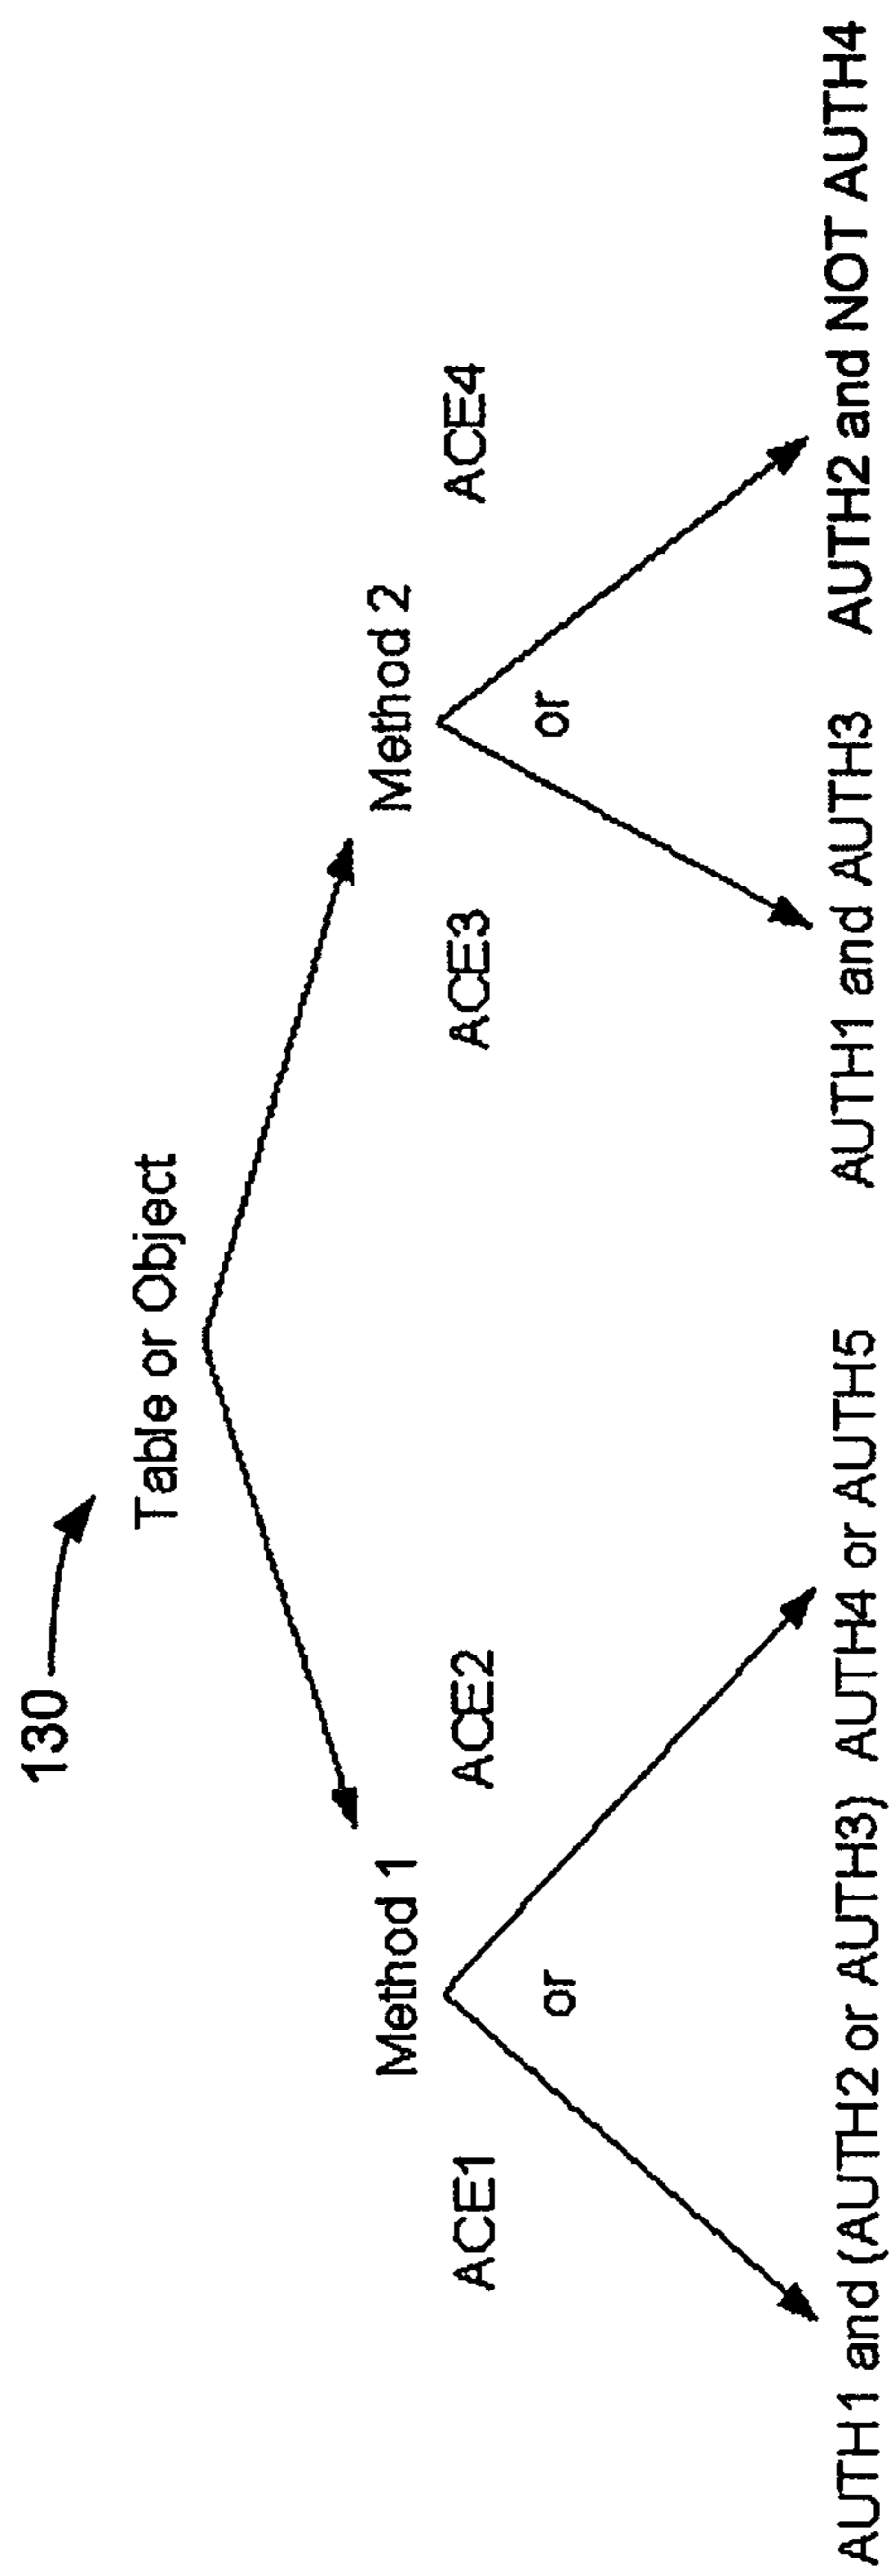 130
Table or Object
Method 1
Method 2
ACE1
ACE2
ACE3
ACE4
or
or
AUTH1 and (AUTH2 or AUTH3)
AUTH4 or AUTH5
AUTH1 and AUTH3
AUTH2 and NOT AUTH4